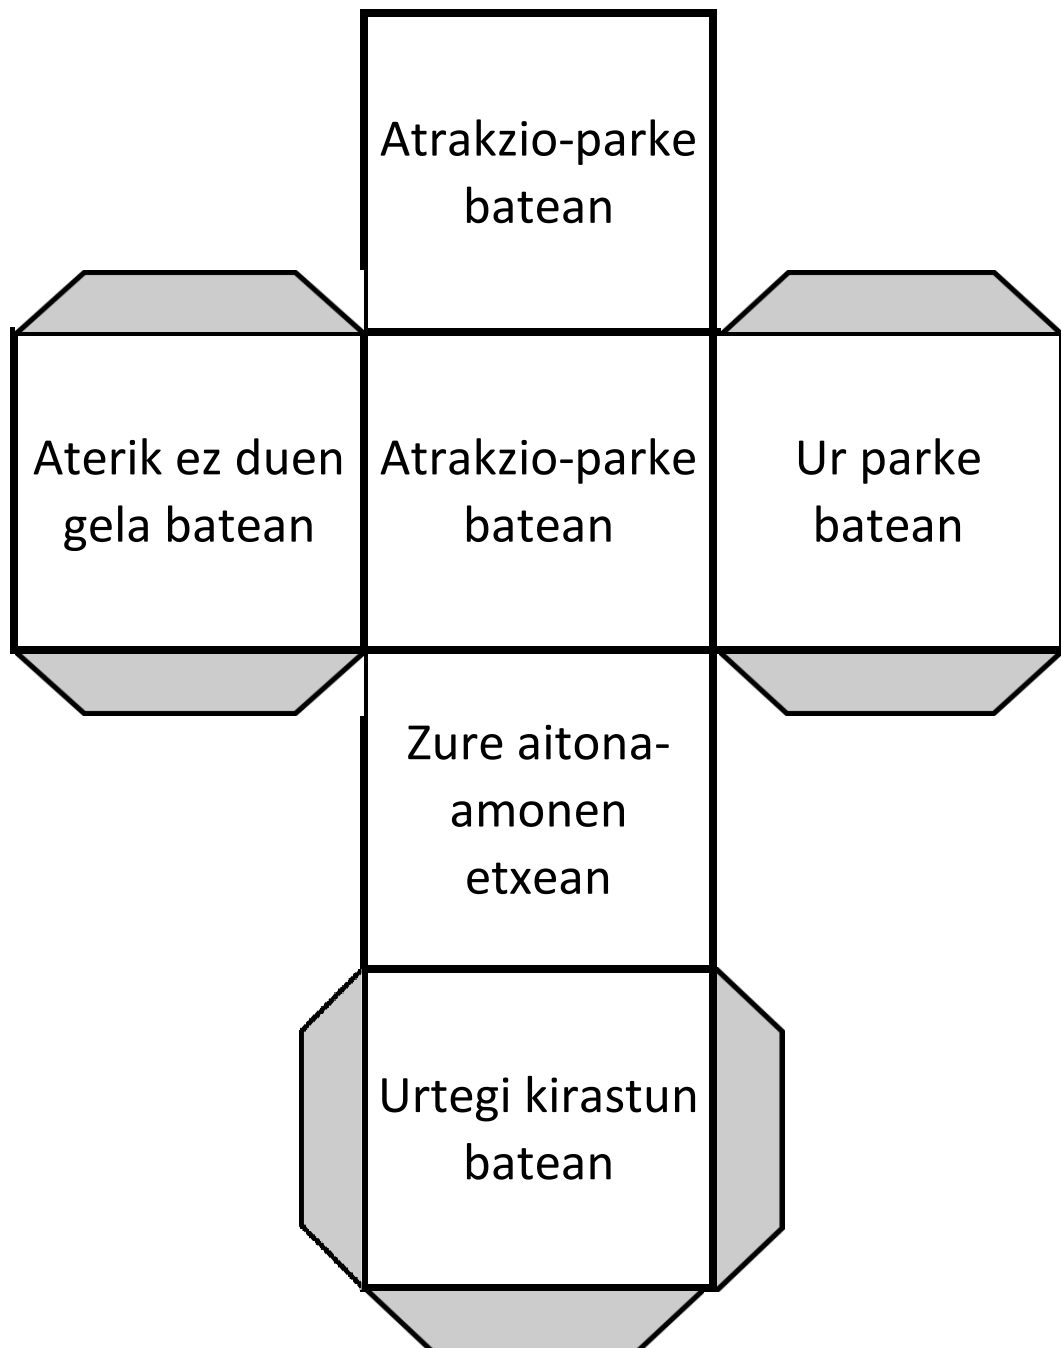 Atrakzio-parke
batean
Aterik ez duen
gela batean
Atrakzio-parke
batean
Ur parke
batean
Zure aitona-
amonen
etxean
Urtegi kirastun
batean